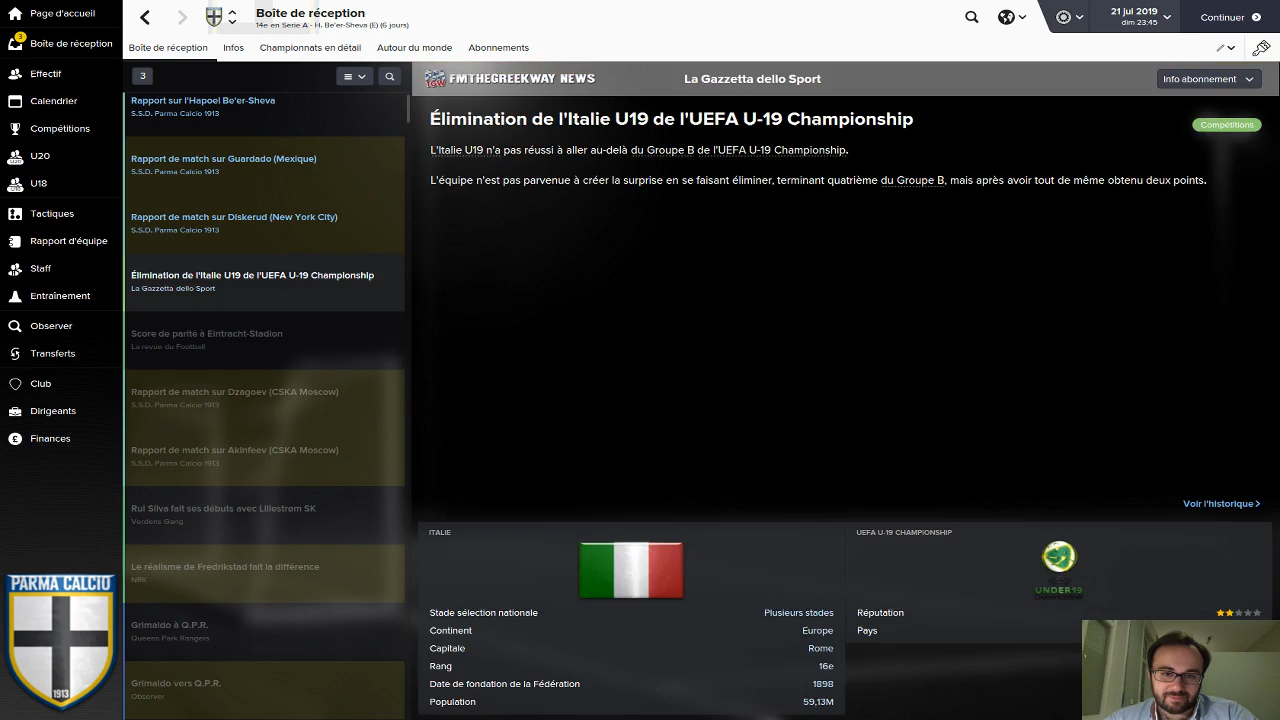 Page d'accueil
3
Boîte de réception
Effectif
Calendrier
Compétitions
U20
U20
U18
U18
Tactiques
Rapport d'équipe
Staff
Entraînement
Observer
Transferts
Club
Dirigeants
Finances
PARMA CALCIO
1913
Boîte de réception
14e en Serie A - H. Be'er-Sheva (E) (6 jours)
21 jul 2019
dim 23:45
Continuer
Boîte de réception
Infos
Championnats en détail
Autour du monde
Abonnements
3
Rapport sur l'Hapoel Be'er-Sheva
S.S.D. Parma Calcio 1913
Rapport de match sur Guardado (Mexique)
S.S.D. Parma Calcio 1913
Rapport de match sur Diskerud (New York City)
S.S.D. Parma Calcio 1913
Élimination de l'Italie U19 de l'UEFA U-19 Championship
La Gazzetta dello Sport
Score de parité à Eintracht-Stadion
La revue du Football
Rapport de match sur Dzagoev (CSKA Moscow)
S.S.D. Parma Calcio 1913
Rapport de match sur Akinfeev (CSKA Moscow)
S.S.D. Parma Calcio 1913
Rui Silva fait ses débuts avec Lillestrøm SK
Verdens Gang
Le réalisme de Fredrikstad fait la différence
NRK
Grimaldo à Q.P.R.
Queens Park Rangers
Grimaldo vers Q.P.R.
Observer
FMTHEGREEKWAY NEWS
La Gazzetta dello Sport
Info abonnement
Élimination de l'Italie U19 de l'UEFA U-19 Championship
Compétitions
L'Italie U19 n'a pas réussi à aller au-delà du Groupe B de l'UEFA U-19 Championship.
L'équipe n'est pas parvenue à créer la surprise en se faisant éliminer, terminant quatrième du Groupe B, mais après avoir tout de même obtenu deux points.
Voir l'historique >
ITALIE
Stade sélection nationale Plusieurs stades
Continent Europe
Capitale Rome
Rang 16e
Date de fondation de la Fédération 1898
Population 59,13M
UEFA U-19 CHAMPIONSHIP
UNDER19
Réputation
Pays